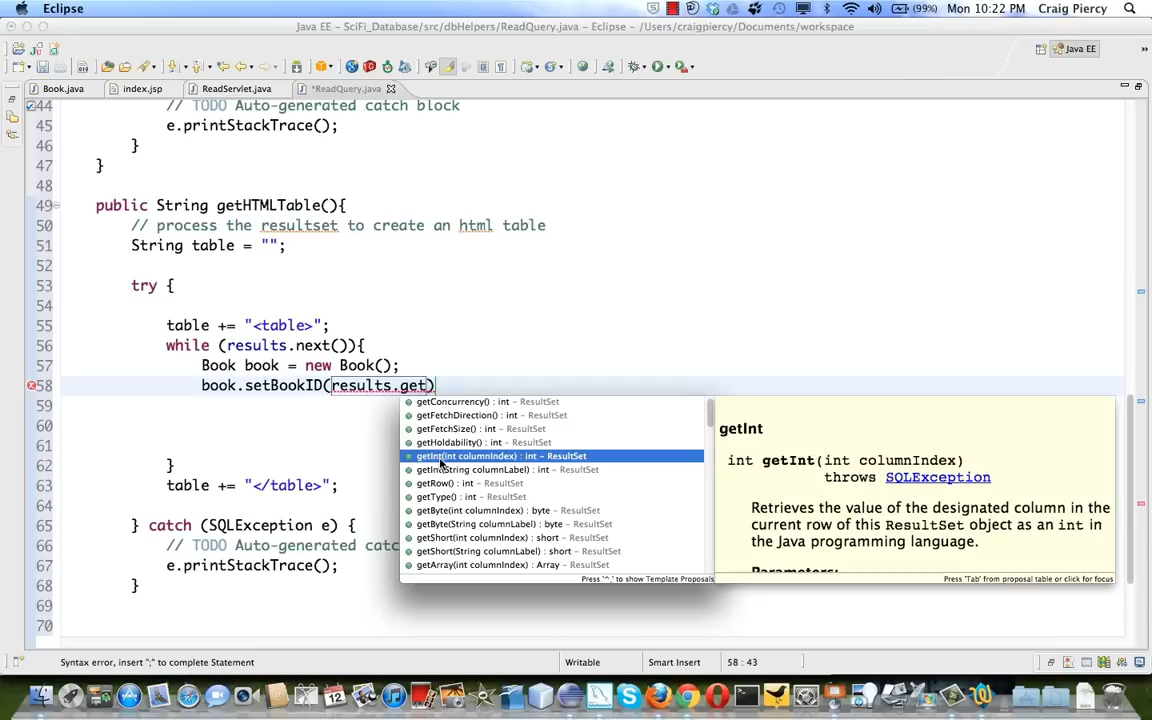 Eclipse (99%) Mon 10:22 PM Craig Piercy
Java EE - SciFi_Database/src/dbHelpers/ReadQuery.java - Eclipse - /Users/craigpiercy/Documents/workspace
Java EE
Book.java index.jsp ReadServlet.java *ReadQuery.java
44 // TODO Auto-generated catch block
45 e.printStackTrace();
46 }
47 }
48
49 public String getHTMLTable(){
50 // process the resultset to create an html table
51 String table = "";
52
53 try {
54
55 table += "<table>";
56 while (results.next()){
57 Book book = new Book();
58 book.setBookID(results.get)
59
60
61
62 }
63 table += "</table>";
64
65 } catch (SQLException e) {
66 // TODO Auto-generated catc
67 e.printStackTrace();
68 }
69
70
getConcurrency() : int - ResultSet
getFetchDirection() : int - ResultSet
getFetchSize() : int - ResultSet
getHoldability() : int - ResultSet
getInt(int columnIndex) : int - ResultSet
getInt(String columnLabel) : int - ResultSet
getRow() : int - ResultSet
getType() : int - ResultSet
getByte(int columnIndex) : byte - ResultSet
getByte(String columnLabel) : byte - ResultSet
getShort(int columnIndex) : short - ResultSet
getShort(String columnLabel) : short - ResultSet
getArray(int columnIndex) : Array - ResultSet
Press '^ ' to show Template Proposals
getInt
int getInt(int columnIndex)
throws SQLException
Retrieves the value of the designated column in the
current row of this ResultSet object as an int in
the Java programming language.
Parameters:
Press 'Tab' from proposal table or click for focus
Syntax error, insert ";" to complete Statement Writable Smart Insert 58 : 43